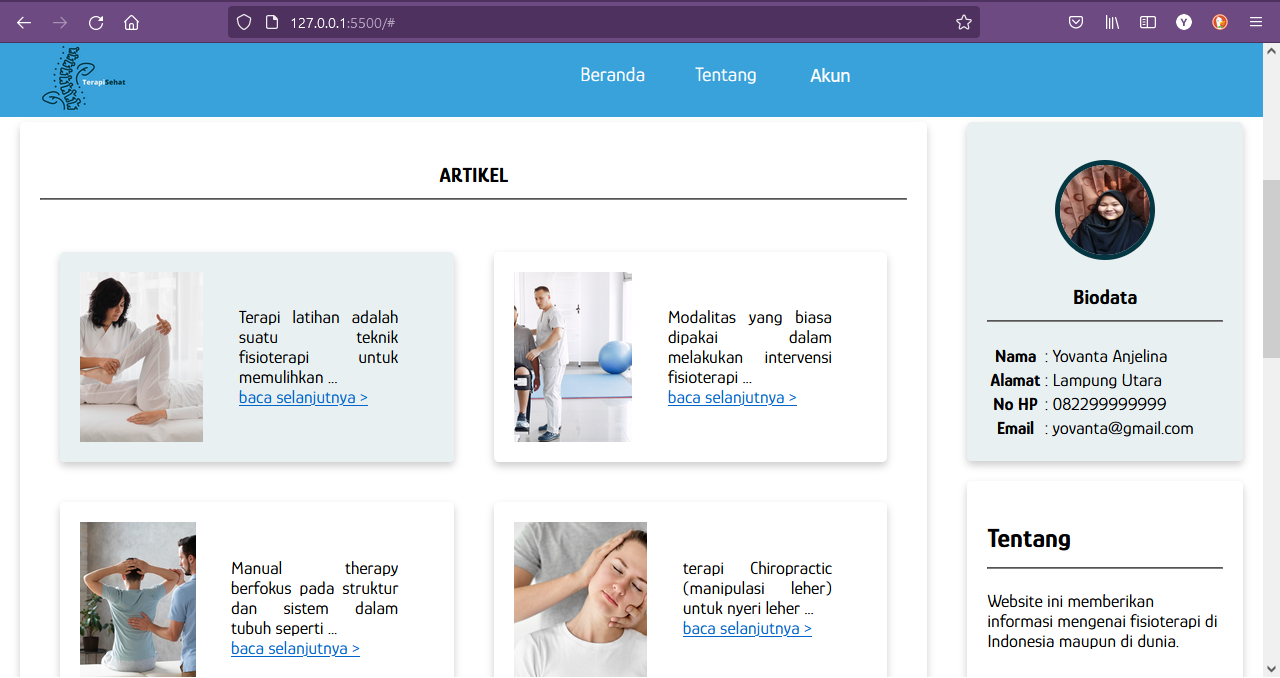 127.0.0.1:5500/#
Y
TerapiSehat
Beranda Tentang Akun
ARTIKEL
Terapi latihan adalah
suatu teknik
fisioterapi untuk
memulihkan ...
baca selanjutnya >
Modalitas yang biasa
dipakai dalam
melakukan intervensi
fisioterapi ...
baca selanjutnya >
Manual therapy
berfokus pada struktur
dan sistem dalam
tubuh seperti ...
baca selanjutnya >
terapi Chiropractic
(manipulasi leher)
untuk nyeri leher ...
baca selanjutnya >
Biodata
Nama : Yovanta Anjelina
Alamat : Lampung Utara
No HP : 082299999999
Email : yovanta@gmail.com
Tentang
Website ini memberikan
informasi mengenai fisioterapi di
Indonesia maupun di dunia.